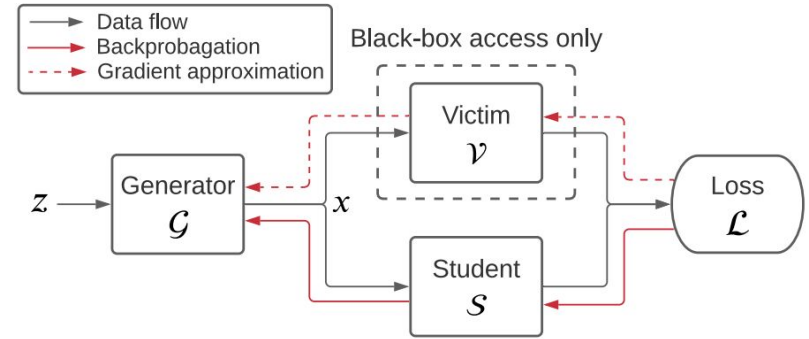 Data flow
Backprobagation
Gradient approximation
Black-box access only
Victim
𝒱
Generator
𝒢
z
x
Loss
ℒ
Student
𝒮